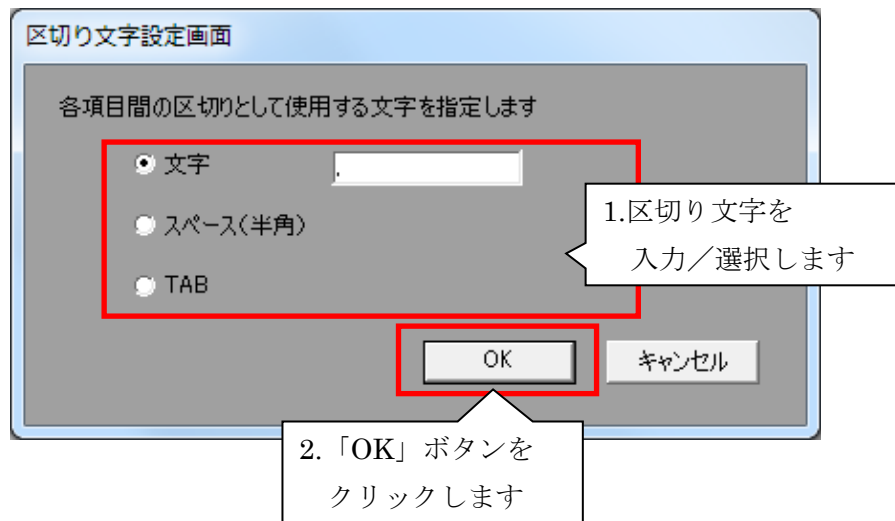 区切り文字設定画面
各項目間の区切りとして使用する文字を指定します
文字
,
スペース(半角)
TAB
1.区切り文字を
入力／選択します
OK
キャンセル
2.「OK」ボタンを
クリックします